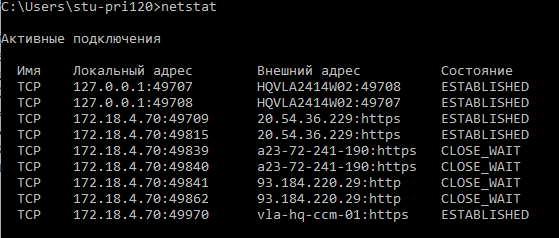 C:\Users\stu-pri120>netstat
Активные подключения
Имя Локальный адрес Внешний адрес Состояние
TCP 127.0.0.1:49707 HQVLA2414W02:49708 ESTABLISHED
TCP 127.0.0.1:49708 HQVLA2414W02:49707 ESTABLISHED
TCP 172.18.4.70:49709 20.54.36.229:https ESTABLISHED
TCP 172.18.4.70:49815 20.54.36.229:https ESTABLISHED
TCP 172.18.4.70:49839 a23-72-241-190:https CLOSE_WAIT
TCP 172.18.4.70:49840 a23-72-241-190:https CLOSE_WAIT
TCP 172.18.4.70:49841 93.184.220.29:http CLOSE_WAIT
TCP 172.18.4.70:49862 93.184.220.29:http CLOSE_WAIT
TCP 172.18.4.70:49970 vla-hq-ccm-01:https ESTABLISHED